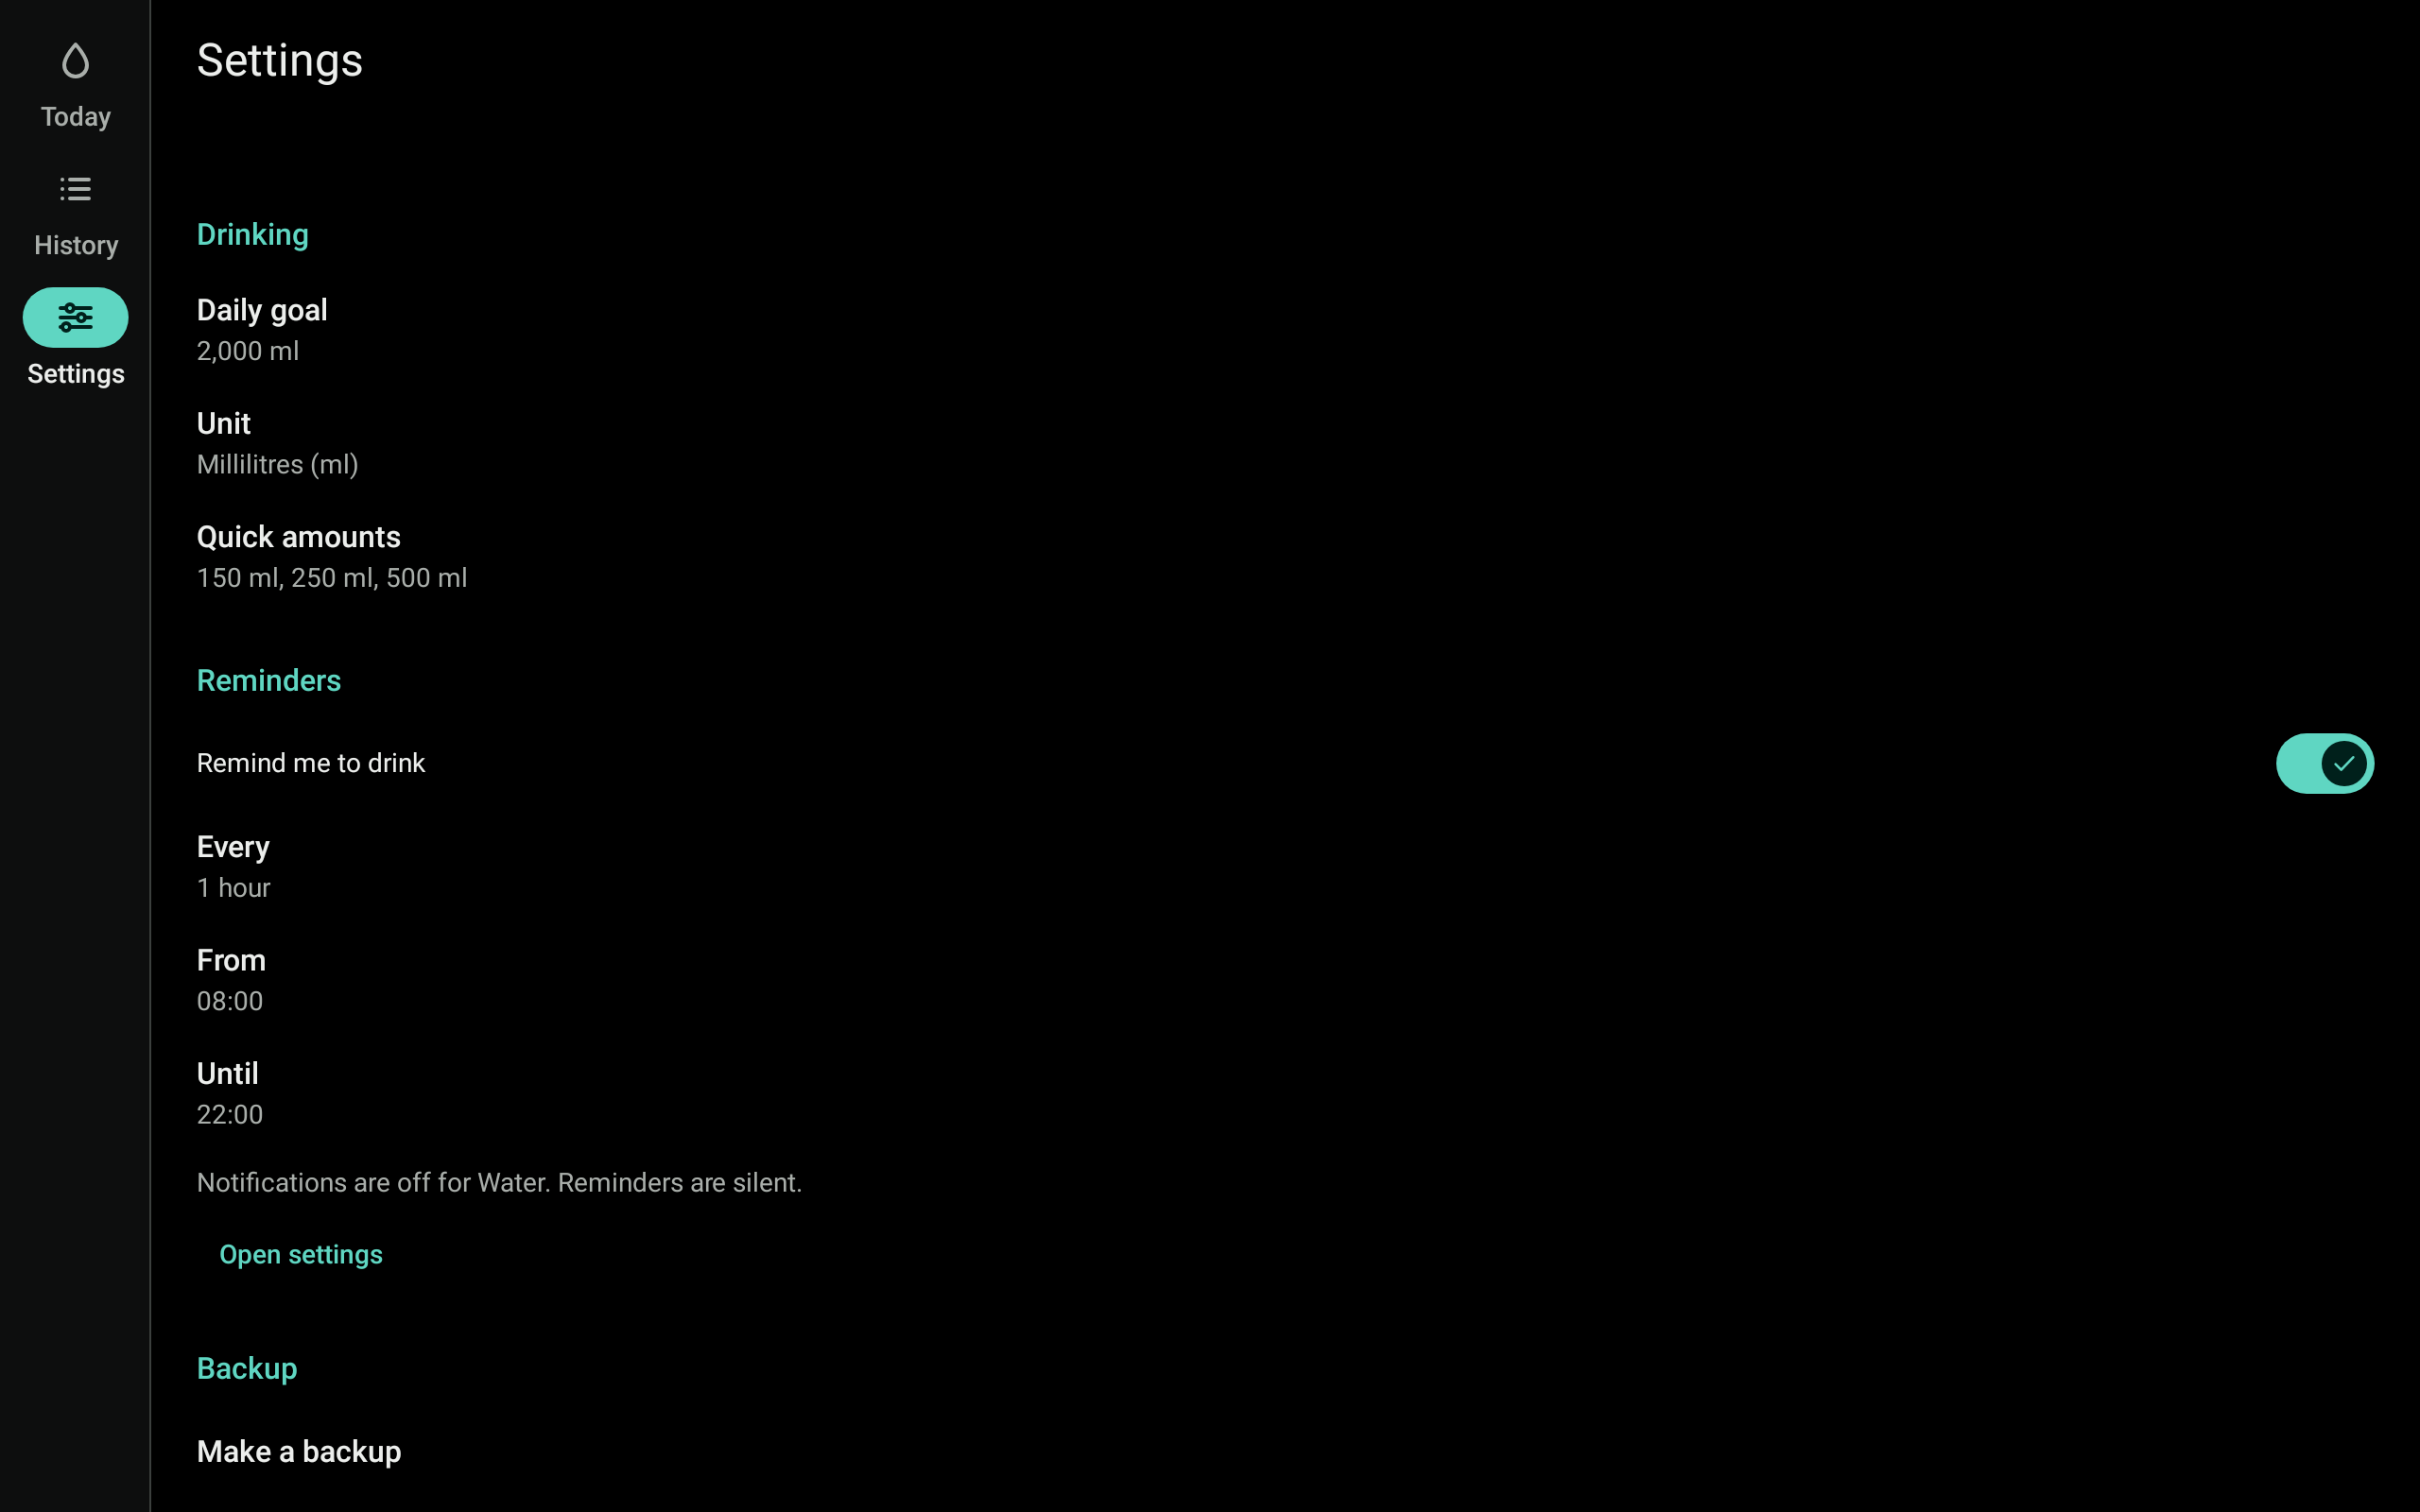 Today
History
Settings
Settings
Drinking
Daily goal
2,000 ml
Unit
Millilitres (ml)
Quick amounts
150 ml, 250 ml, 500 ml
Reminders
Remind me to drink
Every
1 hour
From
08:00
Until
22:00
Notifications are off for Water. Reminders are silent.
Open settings
Backup
Make a backup